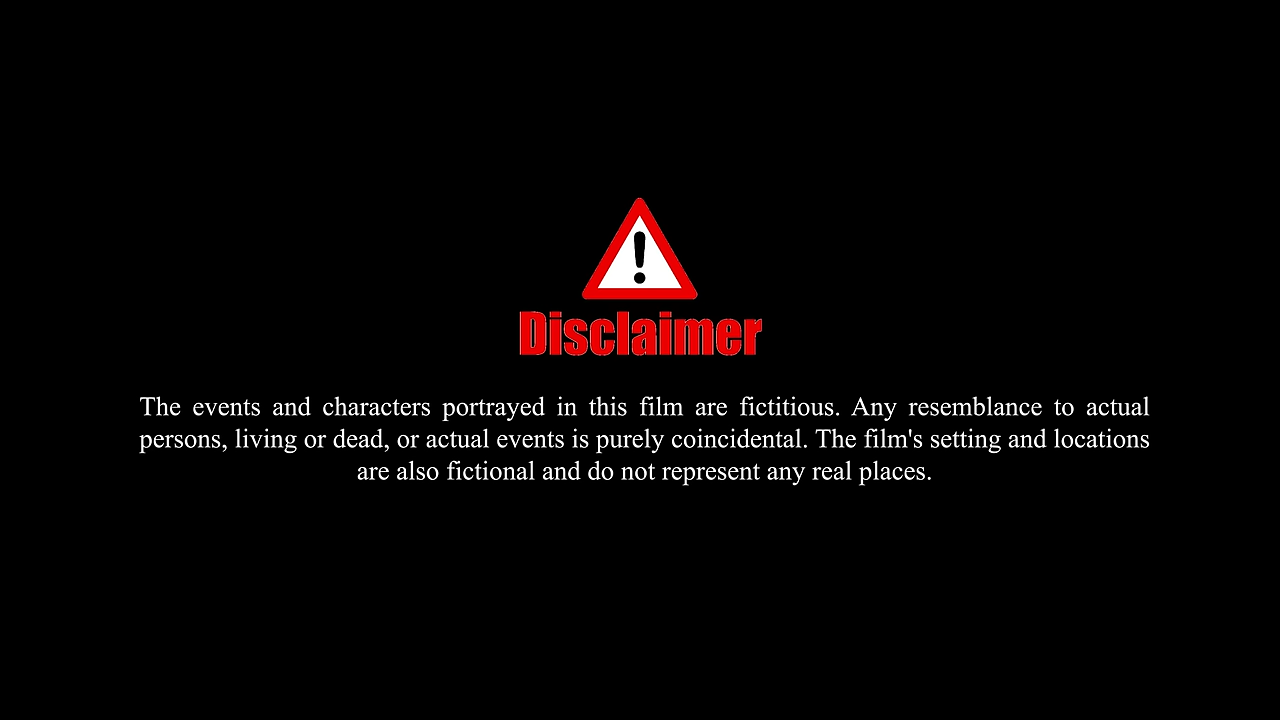 !
Disclaimer
The events and characters portrayed in this film are fictitious. Any resemblance to actual
persons, living or dead, or actual events is purely coincidental. The film's setting and locations
are also fictional and do not represent any real places.